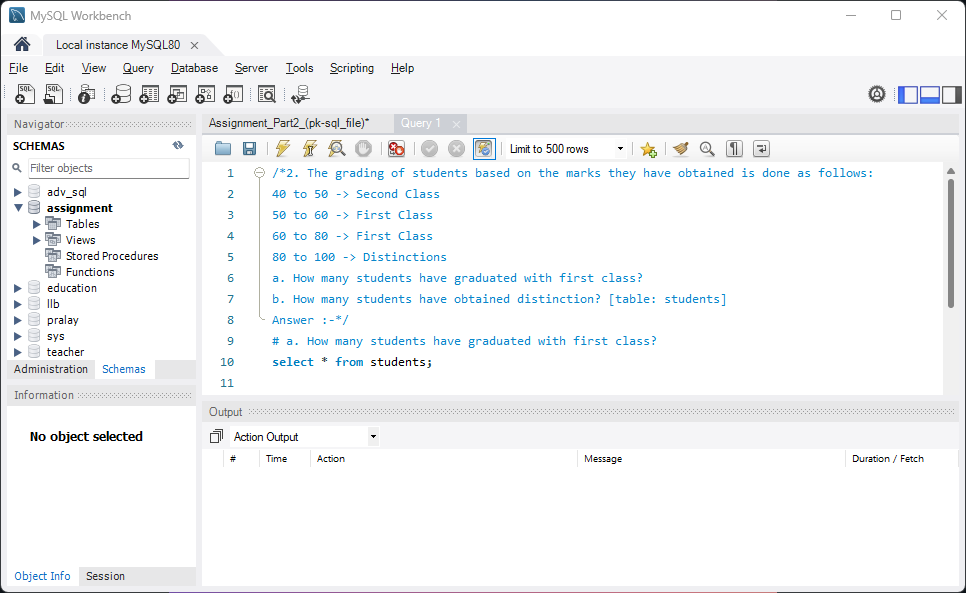 MySQL Workbench
Local instance MySQL80
File Edit View Query Database Server Tools Scripting Help
SQL SQL
Navigator
SCHEMAS
Filter objects
adv_sql
assignment
Tables
Views
Stored Procedures
Functions
education
llb
pralay
sys
teacher
Administration Schemas
Information
No object selected
Object Info Session
Assignment_Part2_(pk-sql_file)* Query 1
Limit to 500 rows
1 /*2. The grading of students based on the marks they have obtained is done as follows:
2 40 to 50 -> Second Class
3 50 to 60 -> First Class
4 60 to 80 -> First Class
5 80 to 100 -> Distinctions
6 a. How many students have graduated with first class?
7 b. How many students have obtained distinction? [table: students]
8 Answer :-*/
9 # a. How many students have graduated with first class?
10 select * from students;
11
Output
Action Output
# Time Action Message Duration / Fetch